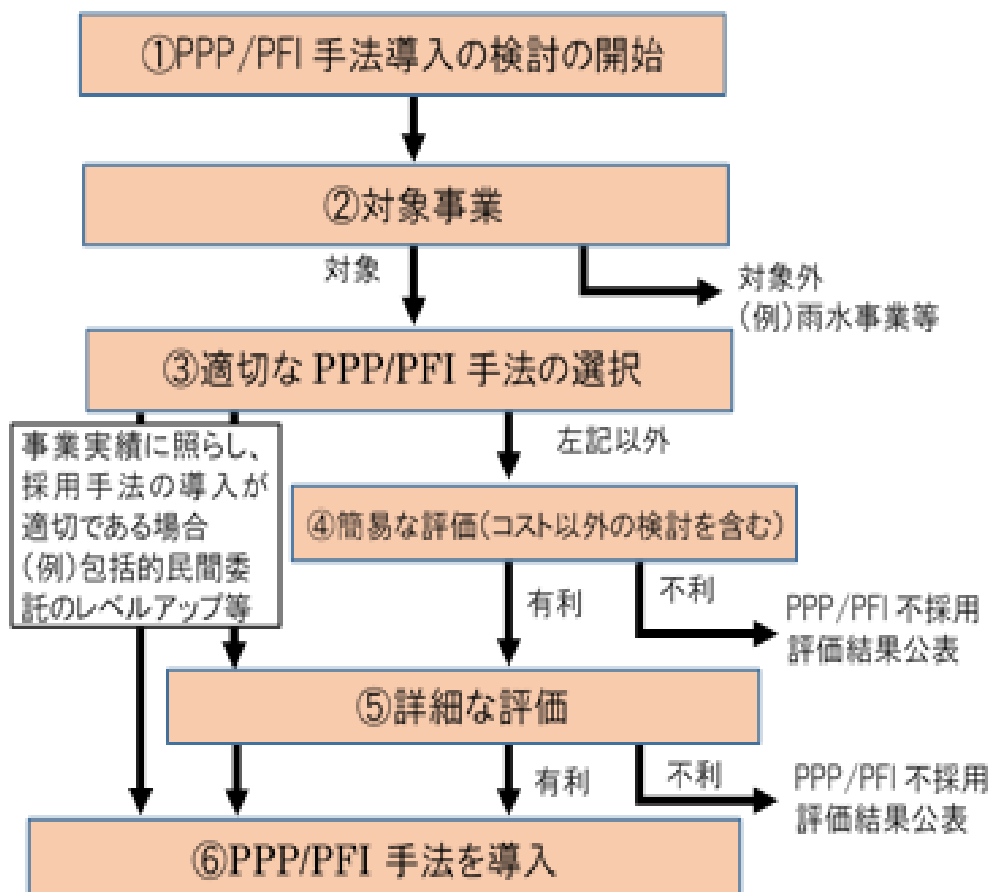 ①PPP/PFI 手法導入の検討の開始
②対象事業
対象
対象外
(例)雨水事業等
③適切な PPP/PFI 手法の選択
事業実績に照らし、
採用手法の導入が
適切である場合
(例)包括的民間委
託のレベルアップ等
左記以外
④簡易な評価(コスト以外の検討を含む)
有利
不利
PPP/PFI 不採用
評価結果公表
⑤詳細な評価
有利
不利
PPP/PFI 不採用
評価結果公表
⑥PPP/PFI 手法を導入